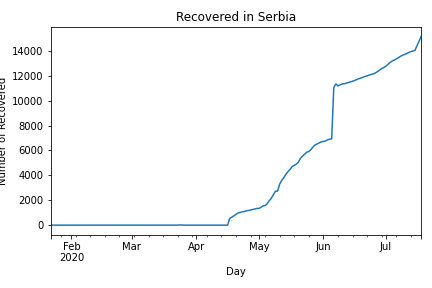 Recovered in Serbia
Number of Recovered
14000
12000
10000
8000
6000
4000
2000
0
Feb
2020
Mar
Apr
May
Jun
Jul
Day